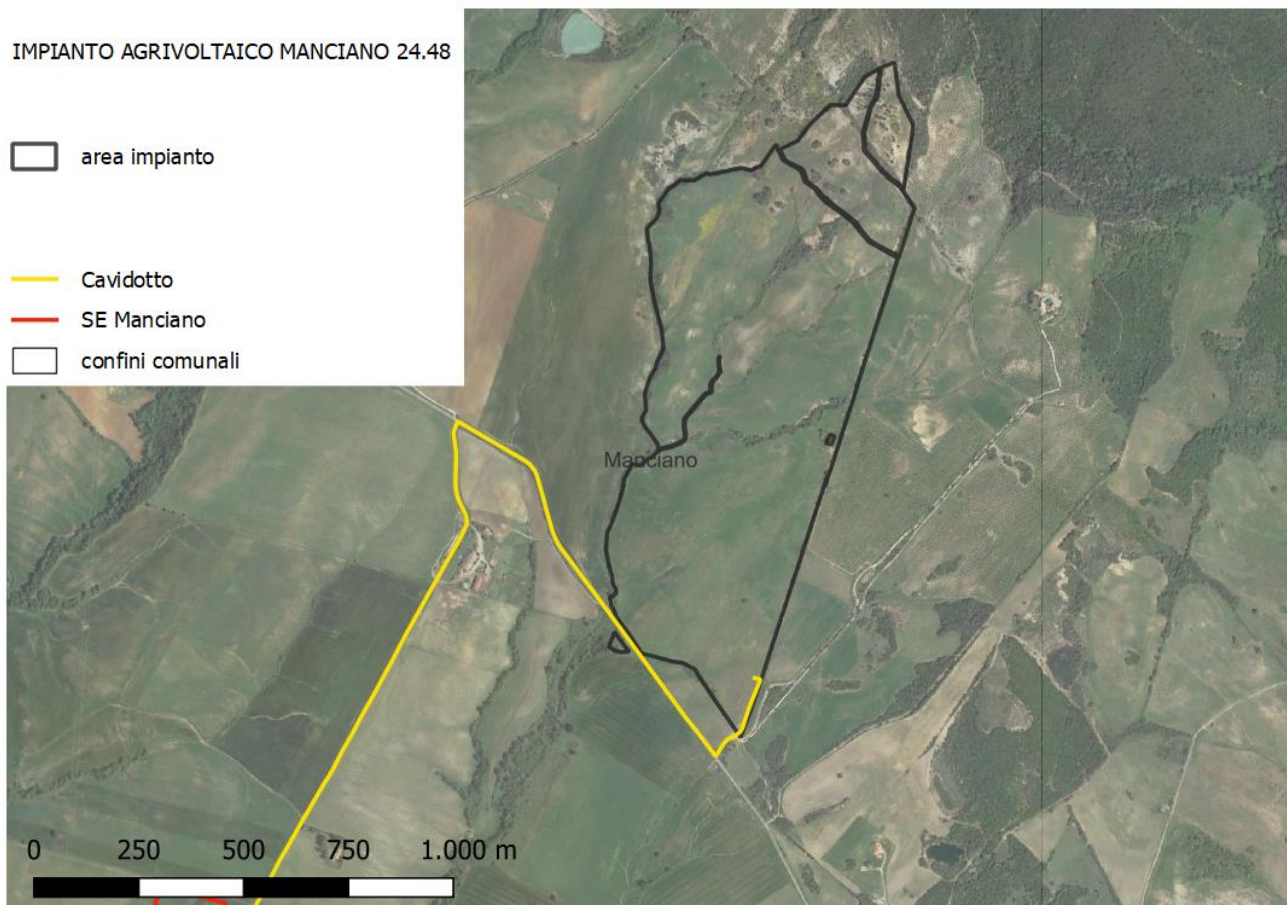 IMPIANTO AGRIVOLTAICO MANCIANO 24.48
area impianto
Cavidotto
SE Manciano
confini comunali
Manciano
0 250 500 750 1.000 m